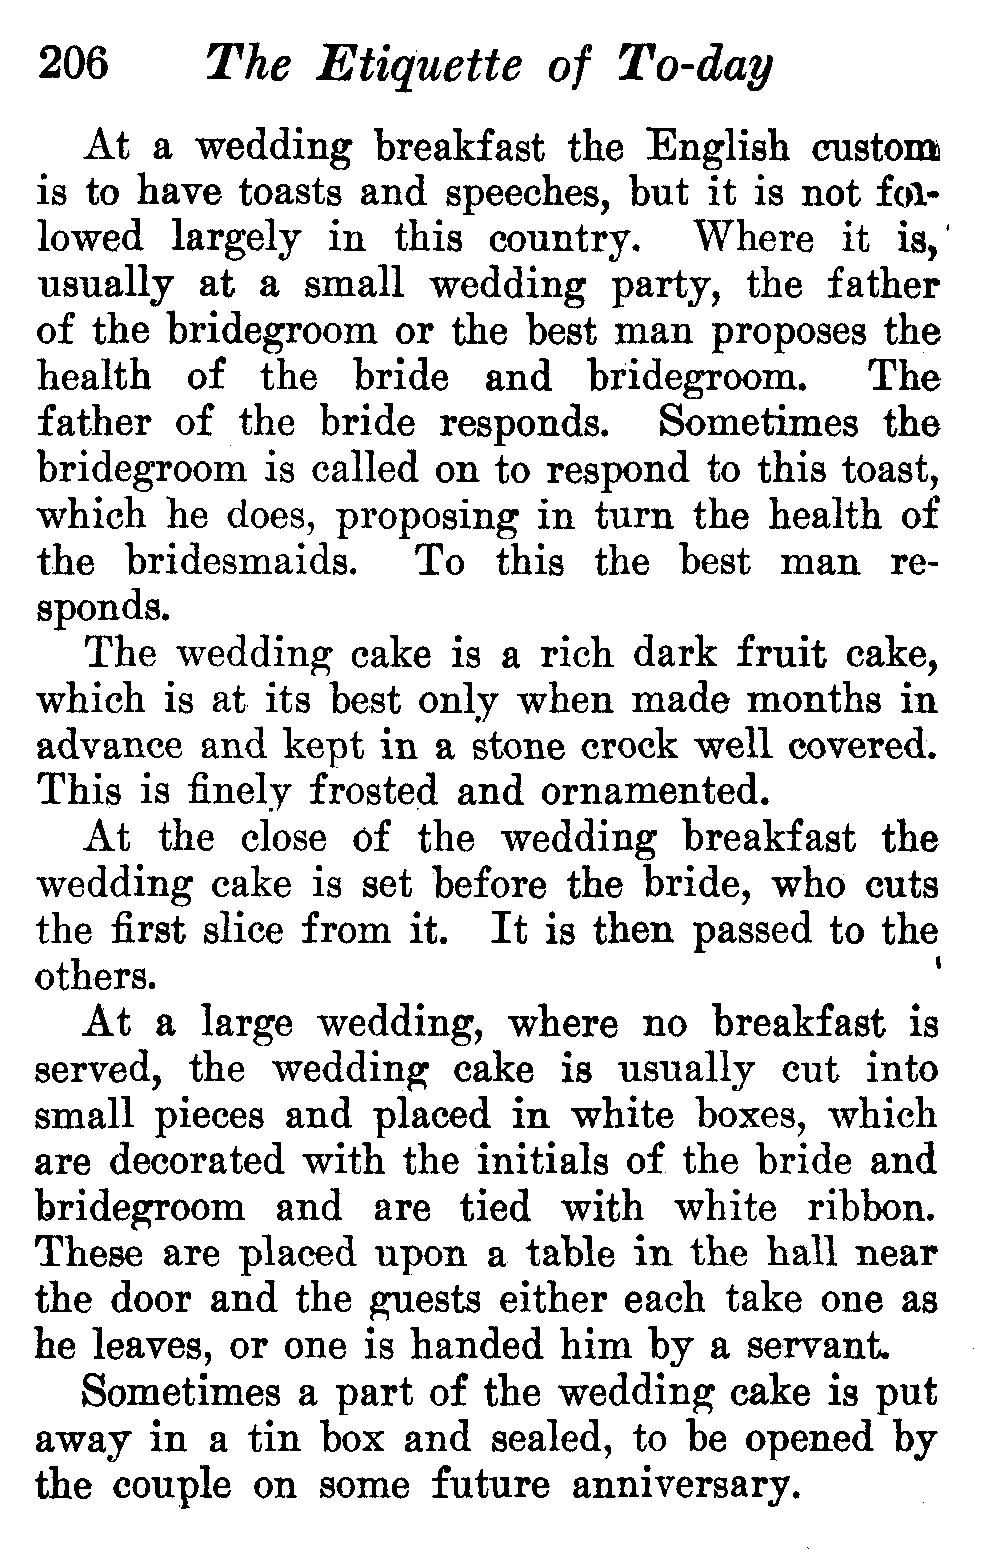 206 The Etiquette of To-day
At a wedding breakfast the English custom
is to have toasts and speeches, but it is not fol-
lowed largely in this country. Where it is,
usually at a small wedding party, the father
of the bridegroom or the best man proposes the
health of the bride and bridegroom. The
father of the bride responds. Sometimes the
bridegroom is called on to respond to this toast,
which he does, proposing in turn the health of
the bridesmaids. To this the best man re-
sponds.
The wedding cake is a rich dark fruit cake,
which is at its best only when made months in
advance and kept in a stone crock well covered.
This is finely frosted and ornamented.
At the close of the wedding breakfast the
wedding cake is set before the bride, who cuts
the first slice from it. It is then passed to the
others.
At a large wedding, where no breakfast is
served, the wedding cake is usually cut into
small pieces and placed in white boxes, which
are decorated with the initials of the bride and
bridegroom and are tied with white ribbon.
These are placed upon a table in the hall near
the door and the guests either each take one as
he leaves, or one is handed him by a servant.
Sometimes a part of the wedding cake is put
away in a tin box and sealed, to be opened by
the couple on some future anniversary.